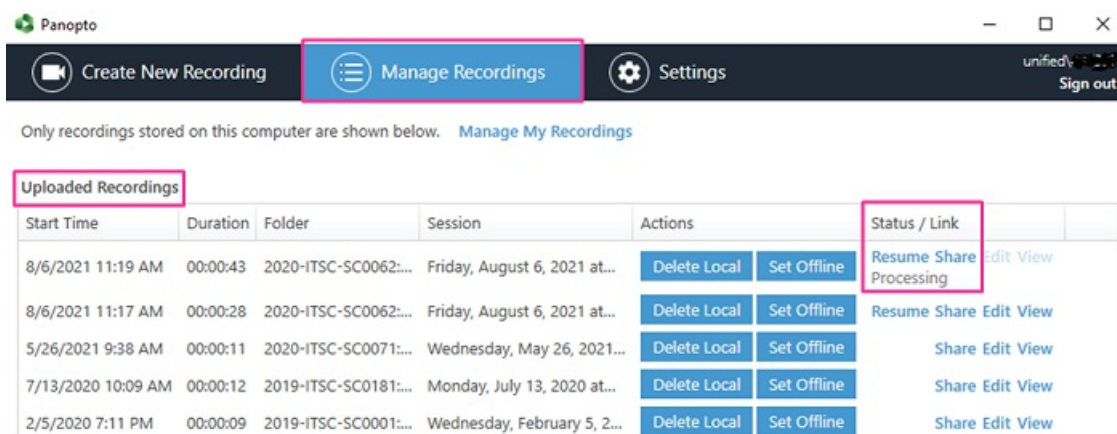 Panopto
Create New Recording Manage Recordings Settings unified\
Sign out
Only recordings stored on this computer are shown below. Manage My Recordings
Uploaded Recordings
Start Time Duration Folder Session Actions Status / Link
8/6/2021 11:19 AM 00:00:43 2020-ITSC-SC0062:... Friday, August 6, 2021 at... Delete Local Set Offline Resume Share Edit View
Processing
8/6/2021 11:17 AM 00:00:28 2020-ITSC-SC0062:... Friday, August 6, 2021 at... Delete Local Set Offline Resume Share Edit View
5/26/2021 9:38 AM 00:00:11 2020-ITSC-SC0071:... Wednesday, May 26, 2021... Delete Local Set Offline Share Edit View
7/13/2020 10:09 AM 00:00:12 2019-ITSC-SC0181:... Monday, July 13, 2020 at... Delete Local Set Offline Share Edit View
2/5/2020 7:11 PM 00:00:09 2019-ITSC-SC0001:... Wednesday, February 5, 2... Delete Local Set Offline Share Edit View